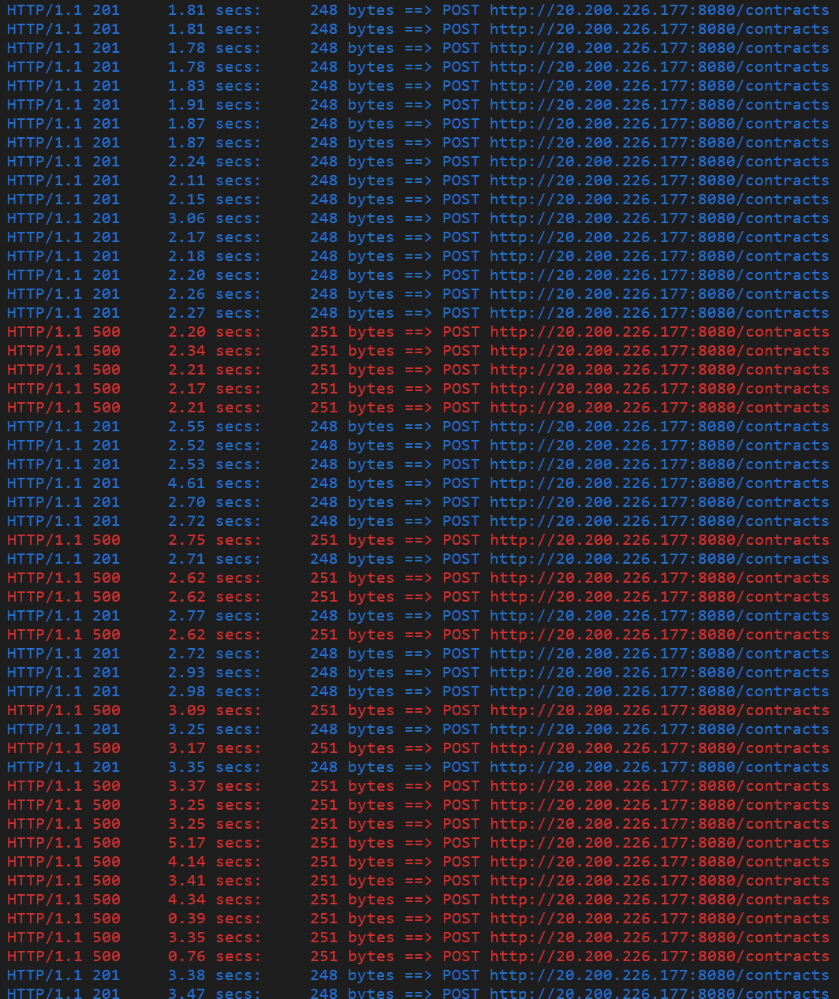 HTTP/1.1 201     1.81 secs:     248 bytes ==> POST http://20.200.226.177:8080/contracts
HTTP/1.1 201     1.81 secs:     248 bytes ==> POST http://20.200.226.177:8080/contracts
HTTP/1.1 201     1.78 secs:     248 bytes ==> POST http://20.200.226.177:8080/contracts
HTTP/1.1 201     1.78 secs:     248 bytes ==> POST http://20.200.226.177:8080/contracts
HTTP/1.1 201     1.83 secs:     248 bytes ==> POST http://20.200.226.177:8080/contracts
HTTP/1.1 201     1.91 secs:     248 bytes ==> POST http://20.200.226.177:8080/contracts
HTTP/1.1 201     1.87 secs:     248 bytes ==> POST http://20.200.226.177:8080/contracts
HTTP/1.1 201     1.87 secs:     248 bytes ==> POST http://20.200.226.177:8080/contracts
HTTP/1.1 201     2.24 secs:     248 bytes ==> POST http://20.200.226.177:8080/contracts
HTTP/1.1 201     2.11 secs:     248 bytes ==> POST http://20.200.226.177:8080/contracts
HTTP/1.1 201     2.15 secs:     248 bytes ==> POST http://20.200.226.177:8080/contracts
HTTP/1.1 201     3.06 secs:     248 bytes ==> POST http://20.200.226.177:8080/contracts
HTTP/1.1 201     2.17 secs:     248 bytes ==> POST http://20.200.226.177:8080/contracts
HTTP/1.1 201     2.18 secs:     248 bytes ==> POST http://20.200.226.177:8080/contracts
HTTP/1.1 201     2.20 secs:     248 bytes ==> POST http://20.200.226.177:8080/contracts
HTTP/1.1 201     2.26 secs:     248 bytes ==> POST http://20.200.226.177:8080/contracts
HTTP/1.1 201     2.27 secs:     248 bytes ==> POST http://20.200.226.177:8080/contracts
HTTP/1.1 500     2.20 secs:     251 bytes ==> POST http://20.200.226.177:8080/contracts
HTTP/1.1 500     2.34 secs:     251 bytes ==> POST http://20.200.226.177:8080/contracts
HTTP/1.1 500     2.21 secs:     251 bytes ==> POST http://20.200.226.177:8080/contracts
HTTP/1.1 500     2.17 secs:     251 bytes ==> POST http://20.200.226.177:8080/contracts
HTTP/1.1 500     2.21 secs:     251 bytes ==> POST http://20.200.226.177:8080/contracts
HTTP/1.1 201     2.55 secs:     248 bytes ==> POST http://20.200.226.177:8080/contracts
HTTP/1.1 201     2.52 secs:     248 bytes ==> POST http://20.200.226.177:8080/contracts
HTTP/1.1 201     2.53 secs:     248 bytes ==> POST http://20.200.226.177:8080/contracts
HTTP/1.1 201     4.61 secs:     248 bytes ==> POST http://20.200.226.177:8080/contracts
HTTP/1.1 201     2.70 secs:     248 bytes ==> POST http://20.200.226.177:8080/contracts
HTTP/1.1 201     2.72 secs:     248 bytes ==> POST http://20.200.226.177:8080/contracts
HTTP/1.1 500     2.75 secs:     251 bytes ==> POST http://20.200.226.177:8080/contracts
HTTP/1.1 201     2.71 secs:     248 bytes ==> POST http://20.200.226.177:8080/contracts
HTTP/1.1 500     2.62 secs:     251 bytes ==> POST http://20.200.226.177:8080/contracts
HTTP/1.1 500     2.62 secs:     251 bytes ==> POST http://20.200.226.177:8080/contracts
HTTP/1.1 201     2.77 secs:     248 bytes ==> POST http://20.200.226.177:8080/contracts
HTTP/1.1 500     2.62 secs:     251 bytes ==> POST http://20.200.226.177:8080/contracts
HTTP/1.1 201     2.72 secs:     248 bytes ==> POST http://20.200.226.177:8080/contracts
HTTP/1.1 201     2.93 secs:     248 bytes ==> POST http://20.200.226.177:8080/contracts
HTTP/1.1 201     2.98 secs:     248 bytes ==> POST http://20.200.226.177:8080/contracts
HTTP/1.1 500     3.09 secs:     251 bytes ==> POST http://20.200.226.177:8080/contracts
HTTP/1.1 201     3.25 secs:     248 bytes ==> POST http://20.200.226.177:8080/contracts
HTTP/1.1 500     3.17 secs:     251 bytes ==> POST http://20.200.226.177:8080/contracts
HTTP/1.1 201     3.35 secs:     248 bytes ==> POST http://20.200.226.177:8080/contracts
HTTP/1.1 500     3.37 secs:     251 bytes ==> POST http://20.200.226.177:8080/contracts
HTTP/1.1 500     3.25 secs:     251 bytes ==> POST http://20.200.226.177:8080/contracts
HTTP/1.1 500     3.25 secs:     251 bytes ==> POST http://20.200.226.177:8080/contracts
HTTP/1.1 500     5.17 secs:     251 bytes ==> POST http://20.200.226.177:8080/contracts
HTTP/1.1 500     4.14 secs:     251 bytes ==> POST http://20.200.226.177:8080/contracts
HTTP/1.1 500     3.41 secs:     251 bytes ==> POST http://20.200.226.177:8080/contracts
HTTP/1.1 500     4.34 secs:     251 bytes ==> POST http://20.200.226.177:8080/contracts
HTTP/1.1 500     0.39 secs:     251 bytes ==> POST http://20.200.226.177:8080/contracts
HTTP/1.1 500     3.35 secs:     251 bytes ==> POST http://20.200.226.177:8080/contracts
HTTP/1.1 500     0.76 secs:     251 bytes ==> POST http://20.200.226.177:8080/contracts
HTTP/1.1 201     3.38 secs:     248 bytes ==> POST http://20.200.226.177:8080/contracts
HTTP/1.1 201     3.47 secs:     248 bytes ==> POST http://20.200.226.177:8080/contracts